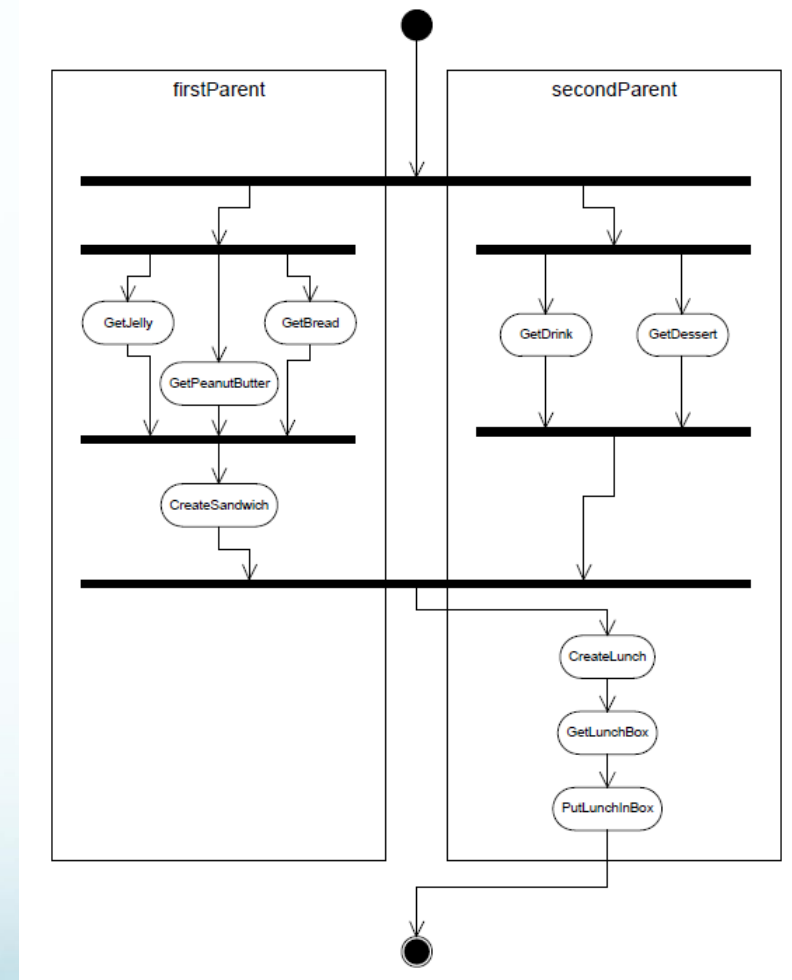 firstParent
secondParent
GetJelly
GetBread
GetDrink
GetDessert
GetPeanutButter
CreateSandwich
CreateLunch
GetLunchBox
PutLunchInBox